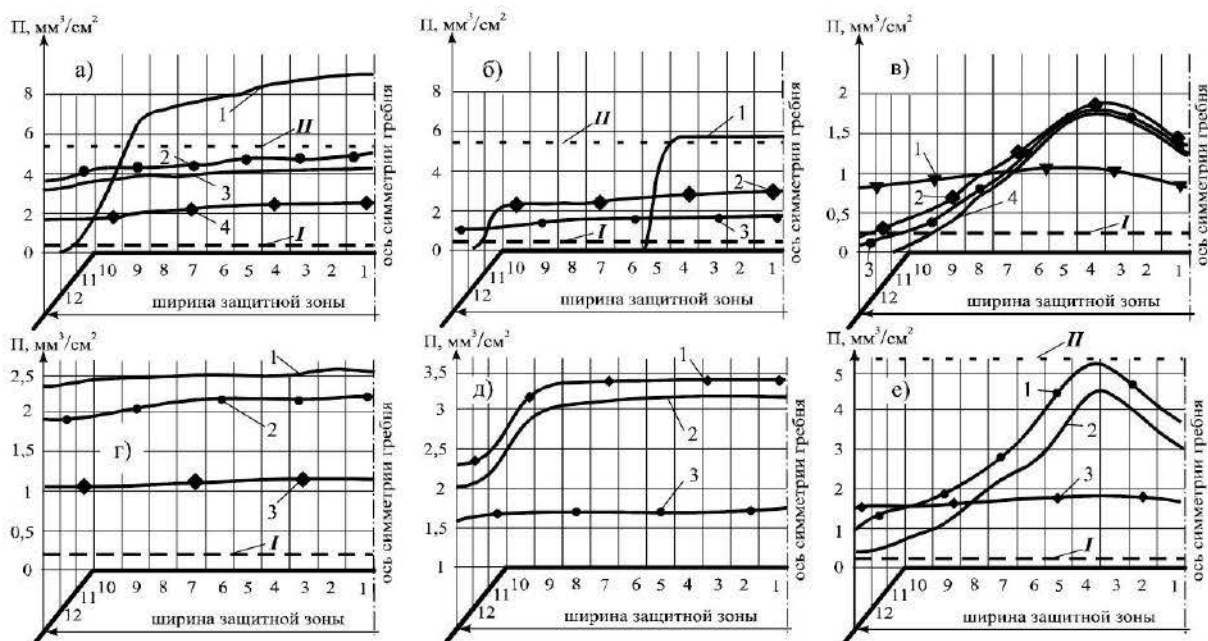 П, мм³/см²
а)
8
6
4
2
0
1
II
2
3
4
I
12 11 10 9 7 6 5 4 3 2 1
ширина защитной зоны
ось симметрии гребня
П, мм³/см²
б)
8
6
4
2
0
II
1
2
3
I
12 11 10 9 7 6 5 4 3 2 1
ширина защитной зоны
ось симметрии гребня
П, мм³/см²
в)
2
1,5
1
0,5
0
1
2
4
I
3
12 11 10 9 7 6 5 4 3 2 1
ширина защитной зоны
ось симметрии гребня
П, мм³/см²
г)
2,5
2
1,5
1
0,5
0
1
2
3
I
12 11 10 9 8 7 6 5 4 3 2 1
ширина защитной зоны
ось симметрии гребня
П, мм³/см²
д)
3,5
3
2,5
2
1,5
1
1
2
3
12 11 10 9 8 7 6 5 4 3 2 1
ширина защитной зоны
ось симметрии гребня
П, мм³/см²
е)
5
4
3
2
1
0
II
1
2
3
I
12 11 10 9 8 7 6 5 4 3 2 1
ширина защитной зоны
ось симметрии гребня